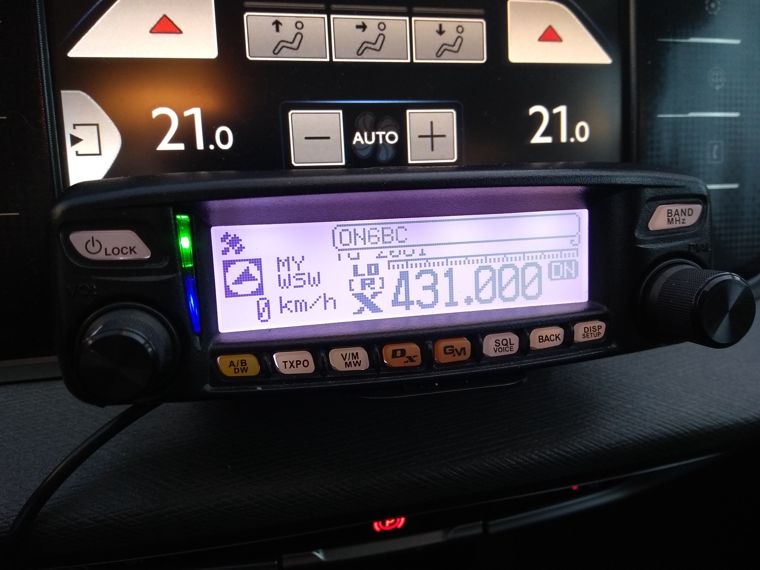 21.0
AUTO
21.0
LOCK
BAND
MHz
ON6BC
MY
WSW
LO
[R]
DN
0 km/h
X 431.000
A/B
DW
TXPO
V/M
MW
DX
GM
SQL
VOICE
BACK
DISP
SETUP
P